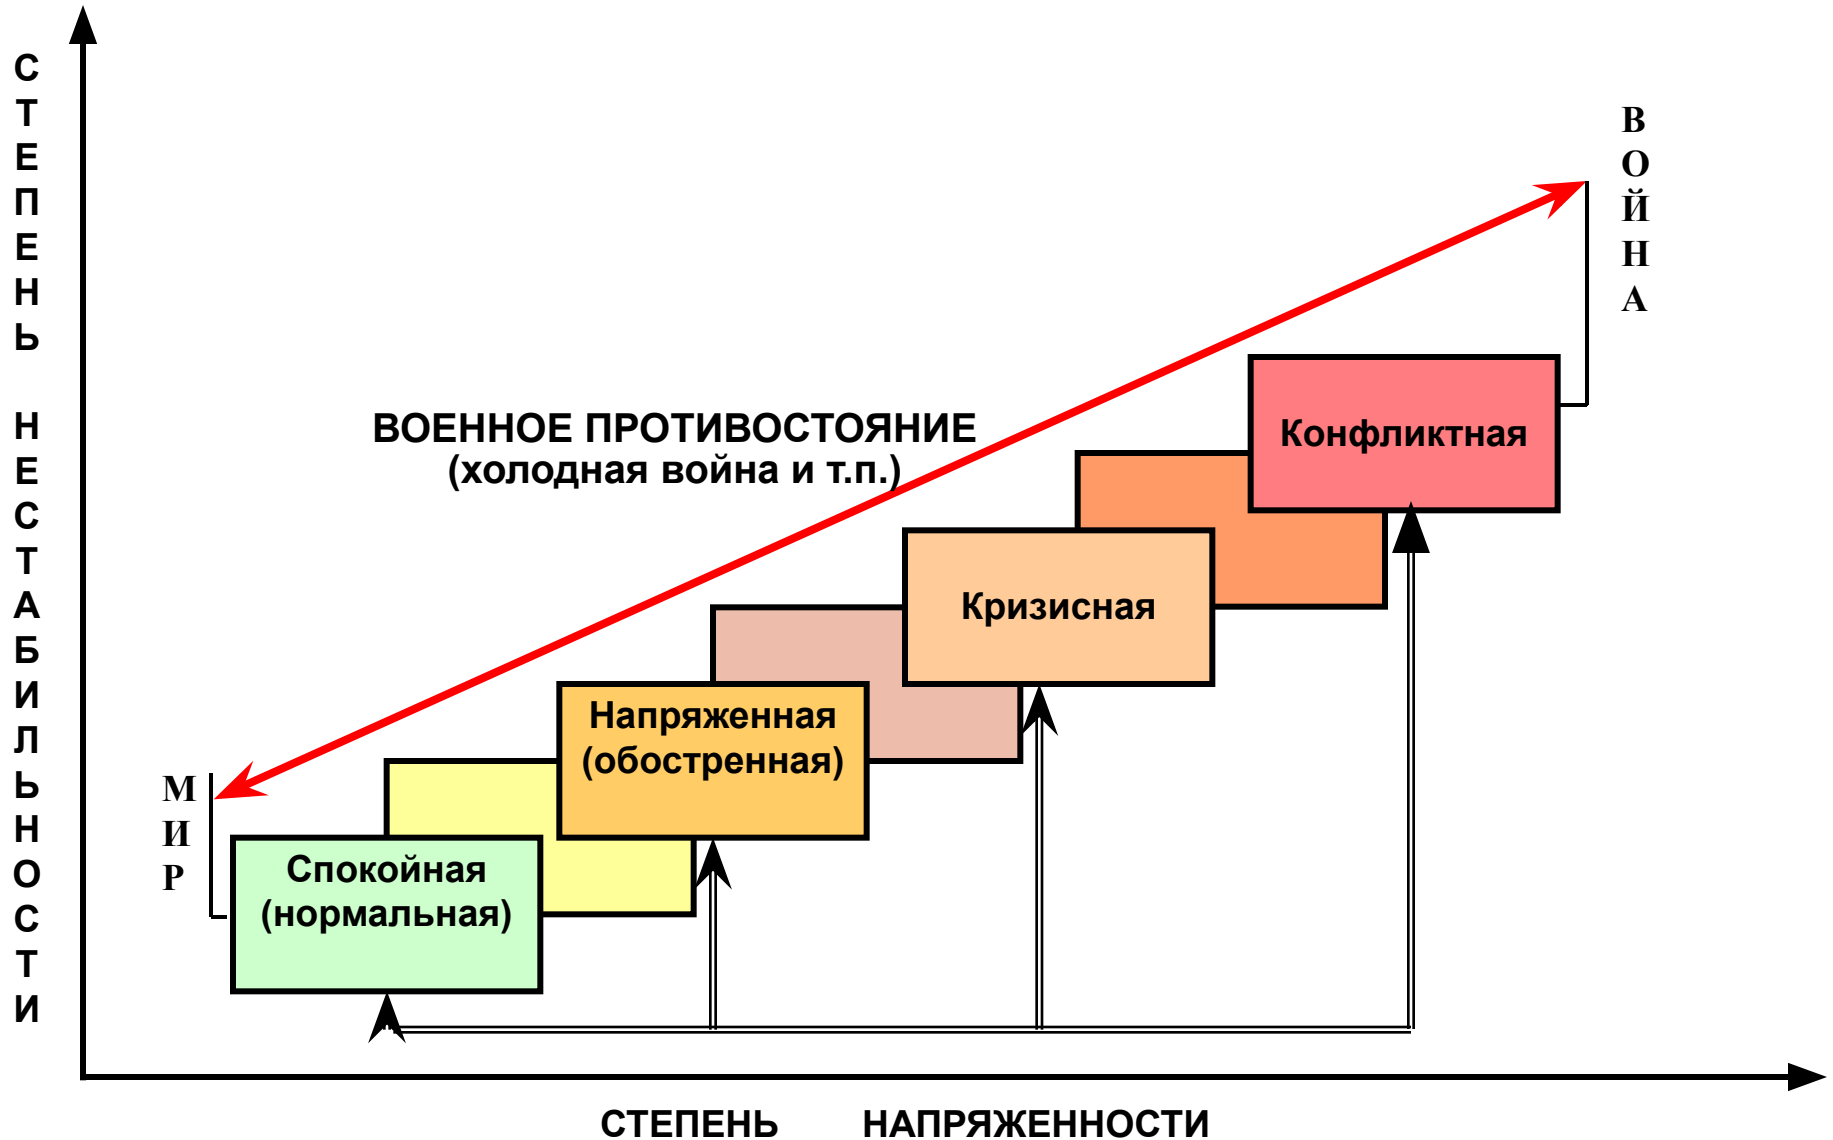 СТЕПЕНЬ НЕСТАБИЛЬНОСТИ
ВОЙНА
ВОЕННОЕ ПРОТИВОСТОЯНИЕ
(холодная война и т.п.)
Конфликтная
Кризисная
Напряженная
(обостренная)
МИР
Спокойная
(нормальная)
СТЕПЕНЬ НАПРЯЖЕННОСТИ